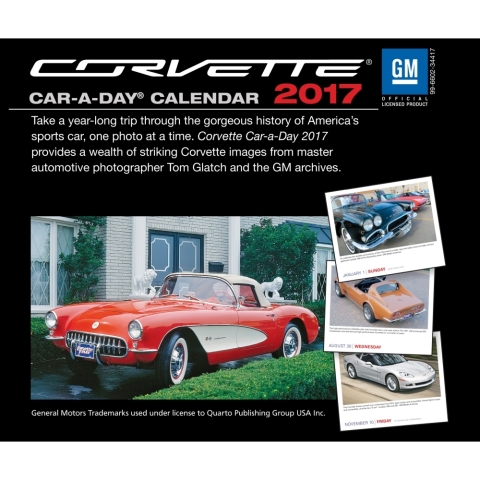 CORVETTE®
CAR-A-DAY® CALENDAR 2017
GM
OFFICIAL
LICENSED PRODUCT
99-6602-34417
Take a year-long trip through the gorgeous history of America's
sports car, one photo at a time. Corvette Car-a-Day 2017
provides a wealth of striking Corvette images from master
automotive photographer Tom Glatch and the GM archives.
JANUARY 1 | SUNDAY
AUGUST 30 | WEDNESDAY
NOVEMBER 10 | FRIDAY
General Motors Trademarks used under license to Quarto Publishing Group USA Inc.